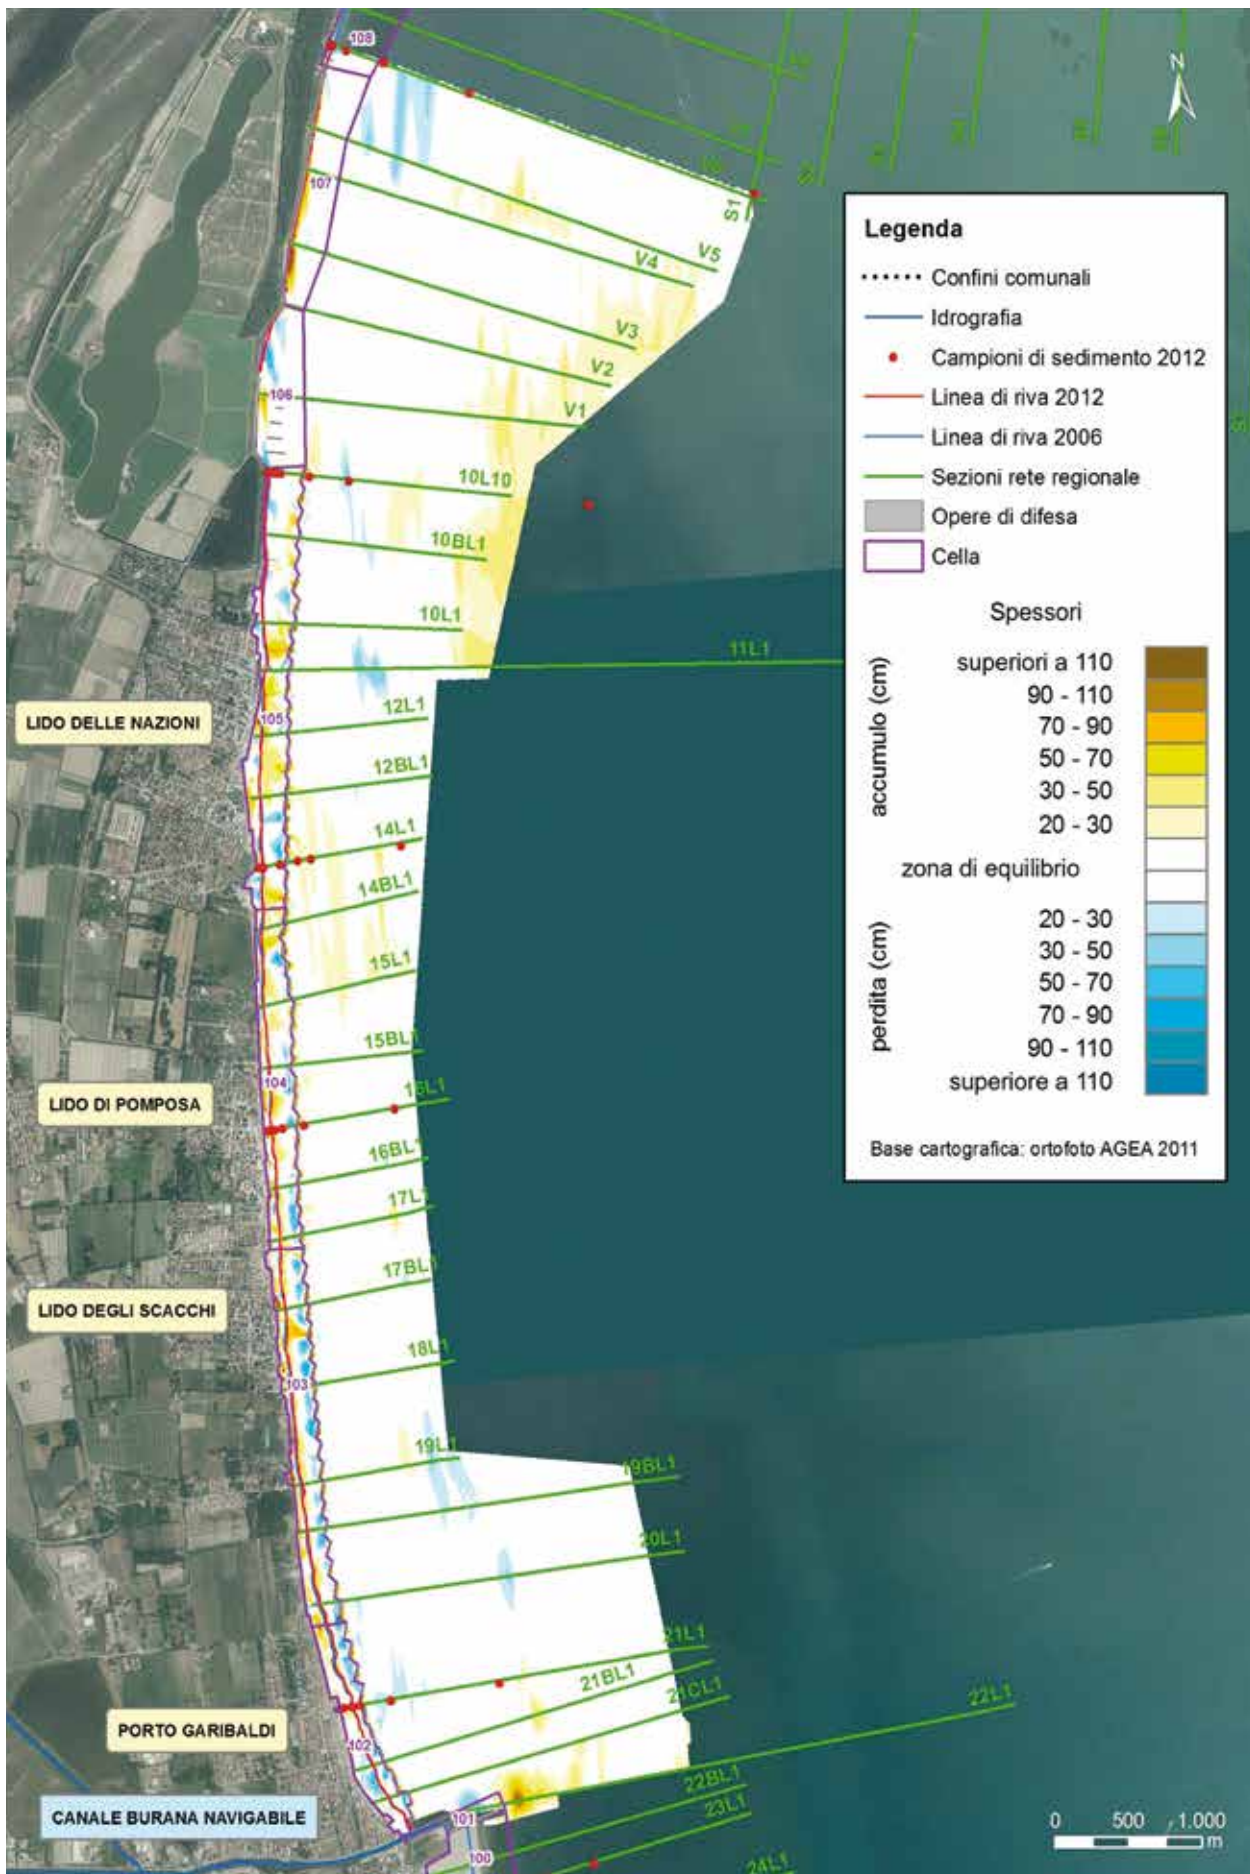 108
N
107
S1
V5
V4
V3
V2
106
V1
10L10
10BL1
10L1
11L1
LIDO DELLE NAZIONI
105
12L1
12BL1
14L1
14BL1
15L1
15BL1
LIDO DI POMPOSA
104
16L1
16BL1
17L1
LIDO DEGLI SCACCHI
17BL1
18L1
103
19L1
19BL1
20L1
21L1
21BL1
21CL1
22L1
PORTO GARIBALDI
102
22BL1
CANALE BURANA NAVIGABILE
101
23L1
100
24L1
Legenda
Confini comunali
Idrografia
Campioni di sedimento 2012
Linea di riva 2012
Linea di riva 2006
Sezioni rete regionale
Opere di difesa
Cella
Spessori
accumulo (cm)
superiori a 110
90 - 110
70 - 90
50 - 70
30 - 50
20 - 30
zona di equilibrio
perdita (cm)
20 - 30
30 - 50
50 - 70
70 - 90
90 - 110
superiore a 110
Base cartografica: ortofoto AGEA 2011
0 500 1.000
m